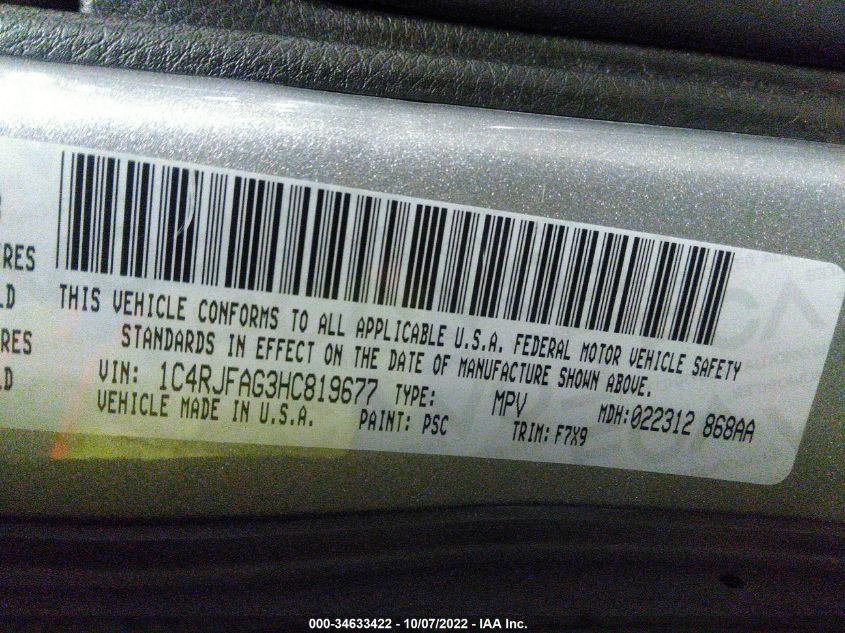 TRES
LD
RES
LD
THIS VEHICLE CONFORMS TO ALL APPLICABLE U.S.A. FEDERAL MOTOR VEHICLE SAFETY
STANDARDS IN EFFECT ON THE DATE OF MANUFACTURE SHOWN ABOVE.
VIN: 1C4RJFAG3HC819677 TYPE: MPV MDH:022312 868AA
VEHICLE MADE IN U.S.A. PAINT: PSC TRIM: F7X9
000-34633422 - 10/07/2022 - IAA Inc.